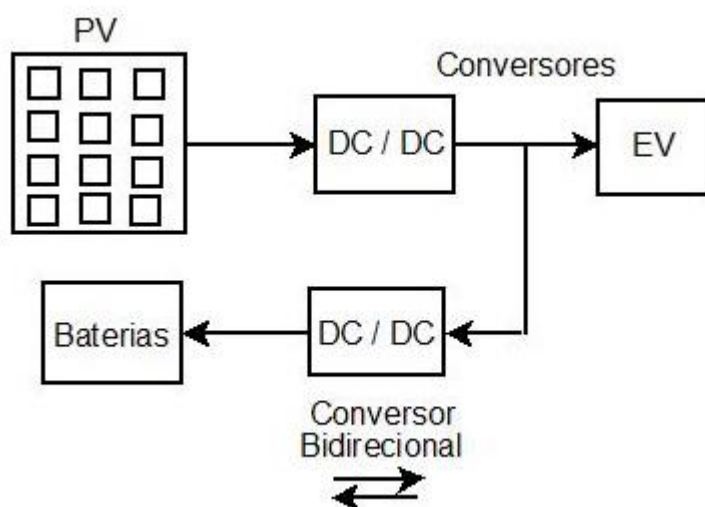 PV
Conversores
DC / DC
EV
Baterias
DC / DC
Conversor
Bidirecional